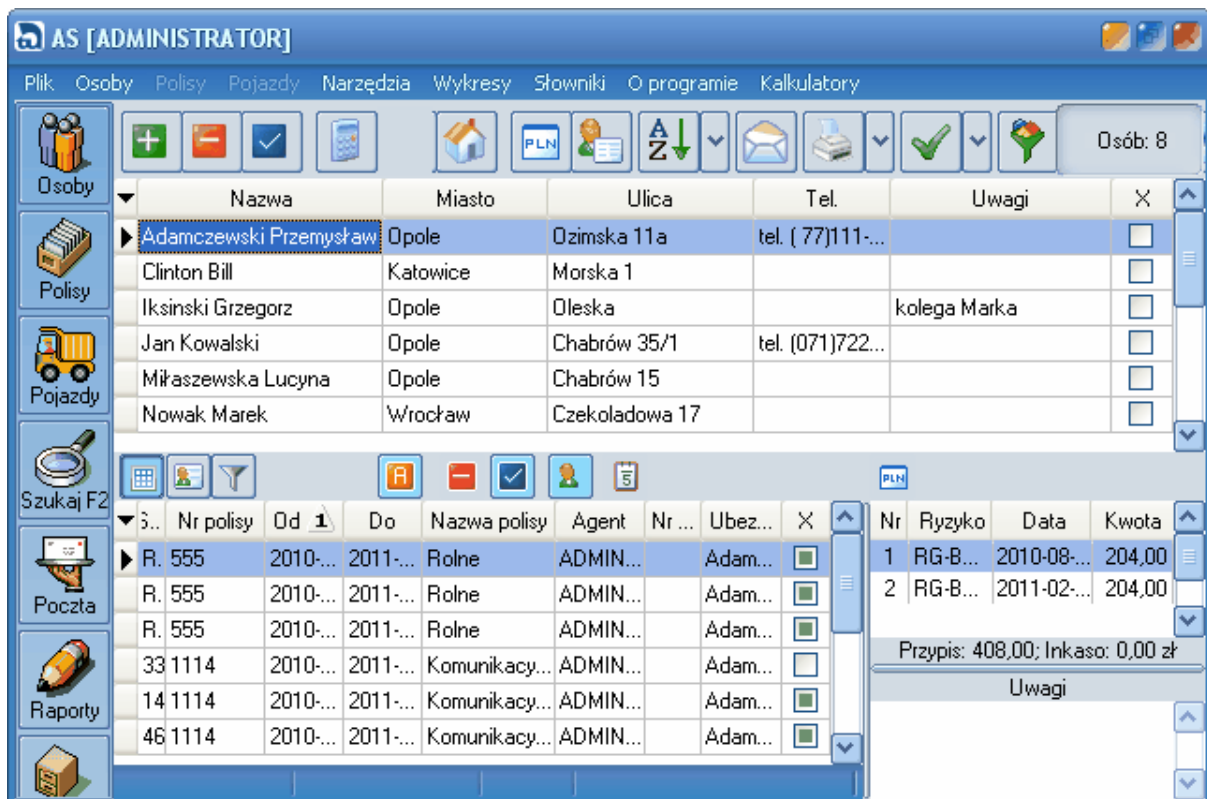 AS [ADMINISTRATOR]
Plik Osoby Polisy Pojazdy Narzędzia Wykresy Słowniki O programie Kalkulatory
Osoby
PLN
A Z
Osób: 8
Nazwa Miasto Ulica Tel. Uwagi X
Adamczewski Przemysław Opole Ozimska 11a tel. ( 77)111-...
Clinton Bill Katowice Morska 1
Iksinski Grzegorz Opole Oleska kolega Marka
Jan Kowalski Opole Chabrów 35/1 tel. (071)722...
Miłaszewska Lucyna Opole Chabrów 15
Nowak Marek Wrocław Czekoladowa 17
Polisy
Pojazdy
Szukaj F2
Poczta
Raporty
A 5 PLN
S.. Nr polisy Od 1 Do Nazwa polisy Agent Nr ... Ubez... X
R. 555 2010-... 2011-... Rolne ADMIN... Adam...
R. 555 2010-... 2011-... Rolne ADMIN... Adam...
R. 555 2010-... 2011-... Rolne ADMIN... Adam...
33 1114 2010-... 2011-... Komunikacy... ADMIN... Adam...
14 1114 2010-... 2011-... Komunikacy... ADMIN... Adam...
46 1114 2010-... 2011-... Komunikacy... ADMIN... Adam...
Nr Ryzyko Data Kwota
1 RG-B... 2010-08-... 204,00
2 RG-B... 2011-02-... 204,00
Przypis: 408,00; Inkaso: 0,00 zł
Uwagi